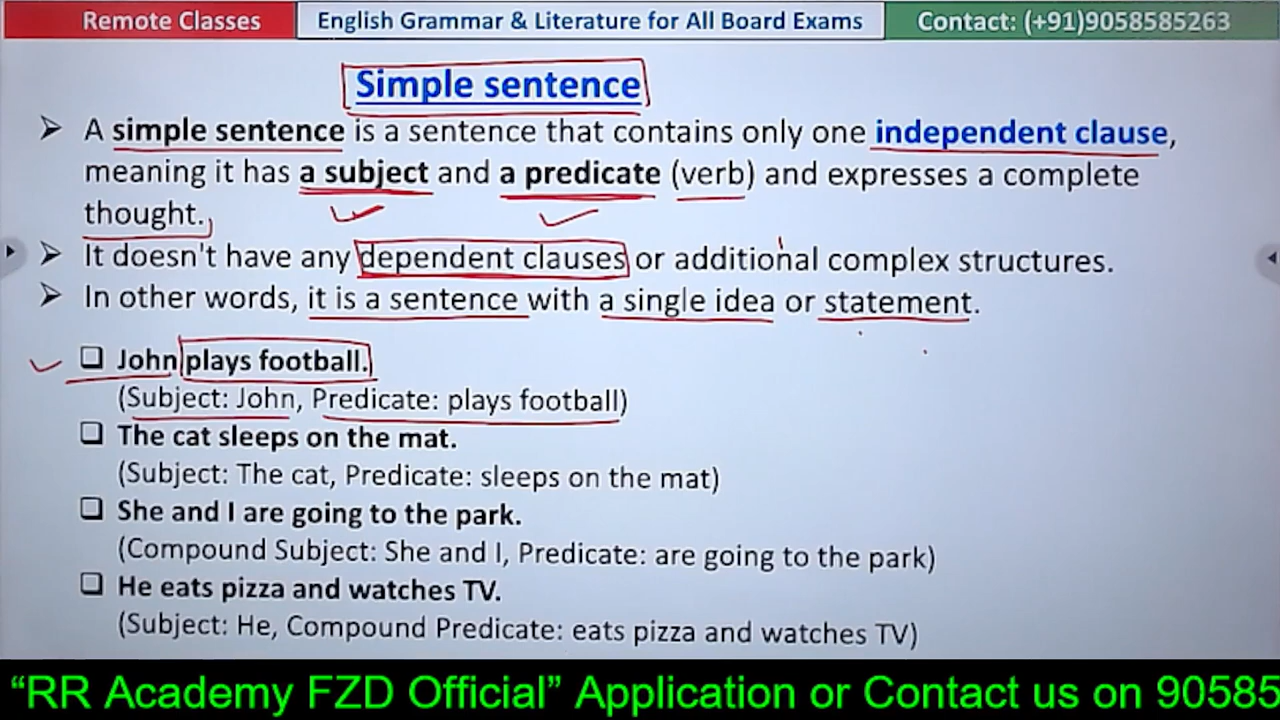 Remote Classes
English Grammar & Literature for All Board Exams
Contact: (+91)9058585263
Simple sentence
➢ A simple sentence is a sentence that contains only one independent clause,
meaning it has a subject and a predicate (verb) and expresses a complete
thought.
➢ It doesn't have any dependent clauses or additional complex structures.
➢ In other words, it is a sentence with a single idea or statement.
❑ John plays football.
(Subject: John, Predicate: plays football)
❑ The cat sleeps on the mat.
(Subject: The cat, Predicate: sleeps on the mat)
❑ She and I are going to the park.
(Compound Subject: She and I, Predicate: are going to the park)
❑ He eats pizza and watches TV.
(Subject: He, Compound Predicate: eats pizza and watches TV)
“RR Academy FZD Official” Application or Contact us on 90585